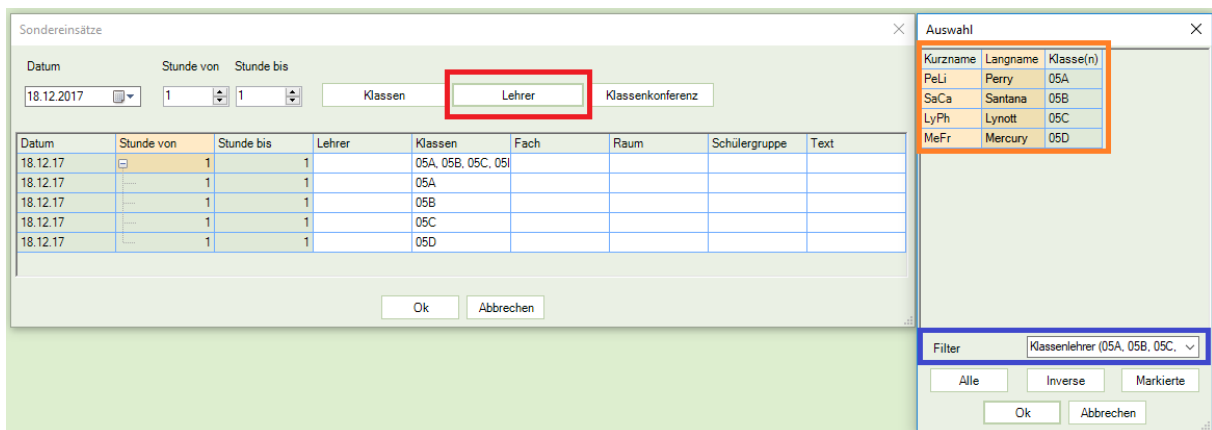 Sondereinsätze
Datum Stunde von Stunde bis
18.12.2017 1 1 Klassen Lehrer Klassenkonferenz
Datum Stunde von Stunde bis Lehrer Klassen Fach Raum Schülergruppe Text
18.12.17 1 1 05A, 05B, 05C,
18.12.17 1 1 05A
18.12.17 1 1 05B
18.12.17 1 1 05C
18.12.17 1 1 05D
Ok Abbrechen
Auswahl
Kurzname Langname Klasse(n)
PeLi Perry 05A
SaCa Santana 05B
LyPh Lynott 05C
MeFr Mercury 05D
Filter Klassenlehrer (05A, 05B, 05C,
Alle Inverse Markierte
Ok Abbrechen